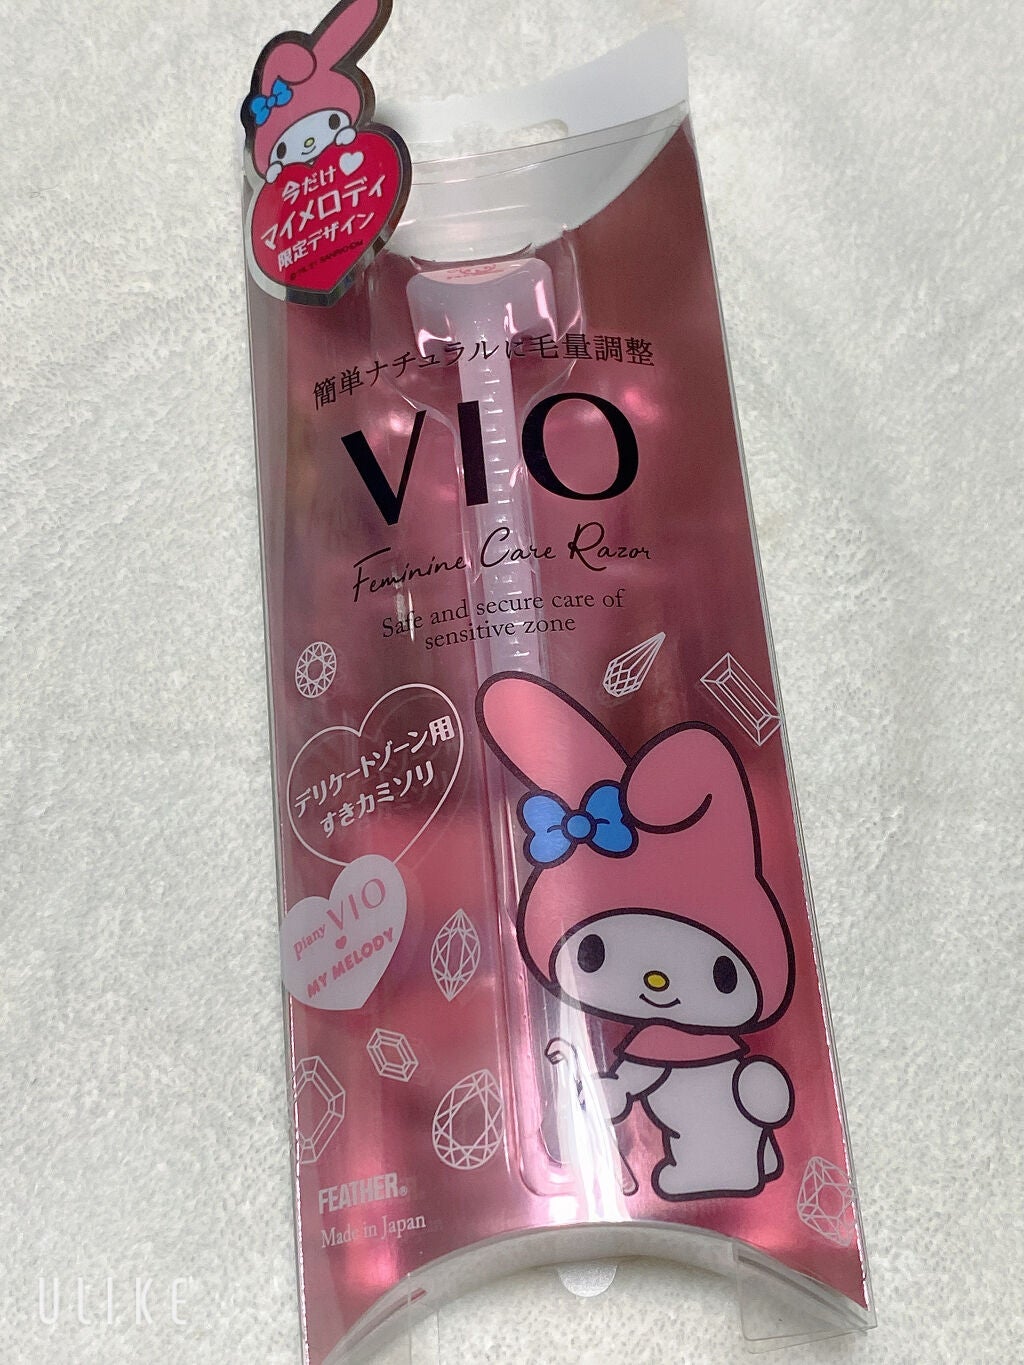 今だけ
マイメロディ
限定デザイン
簡単ナチュラルに毛量調整
VIO
Feminine Care Razor
Safe and secure care of
sensitive zone
デリケートゾーン用
すきカミソリ
piany VIO
MY MELODY
FEATHER®
Made in Japan
ULIKE